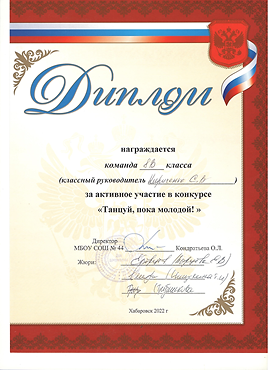 Диплом
награждается
команда 8В класса
(классный руководитель С.В.)
за активное участие в конкурсе
«Танцуй, пока молодой! »
Директор
МБОУ СОШ № 44 Кондратьева О.Л.
Жюри:
Хабаровск 2022 г